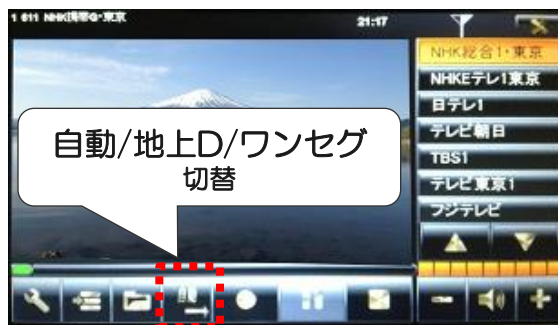 1 611 NHK携帯G・東京
21:17
NHK総合1・東京
NHKEテレ1東京
日テレ1
テレビ朝日
TBS1
テレビ東京1
フジテレビ
自動/地上D/ワンセグ
切替